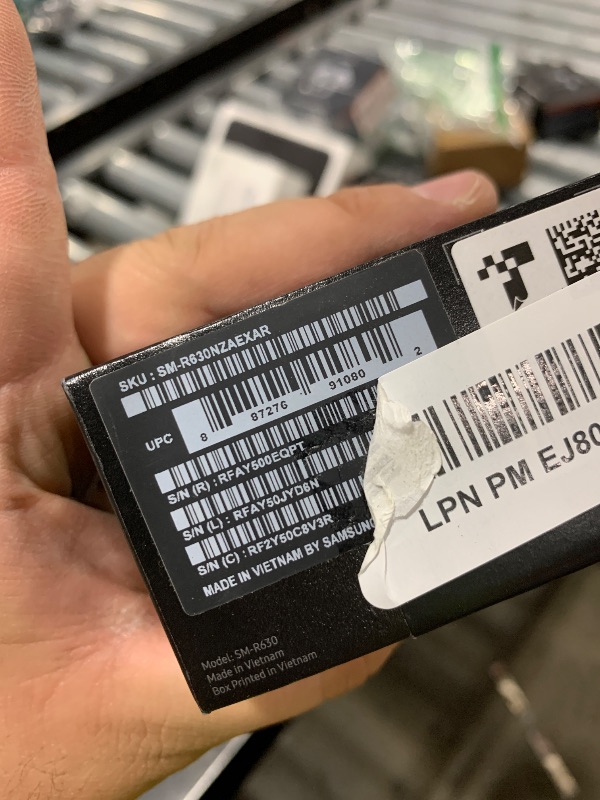 SKU : SM-R630NZAEXAR
UPC
8 87276 91080 2
S/N (R) : RFAY500EQPT
S/N (L) : RFAY50JYD6N
S/N (C) : RF2Y50C8V3R
MADE IN VIETNAM BY SAMSUNG
LPN PM EJ80
Model: SM-R630
Made in Vietnam
Box Printed in Vietnam